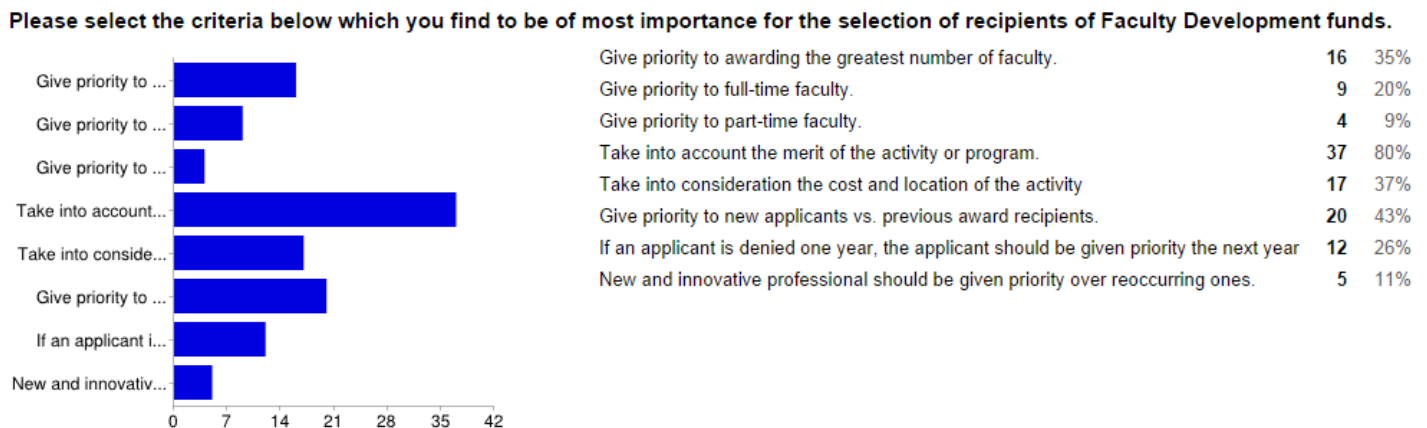 Please select the criteria below which you find to be of most importance for the selection of recipients of Faculty Development funds.
Give priority to ...
Give priority to ...
Give priority to ...
Take into account...
Take into conside...
Give priority to ...
If an applicant i...
New and innovativ...
0 7 14 21 28 35 42
Give priority to awarding the greatest number of faculty. 16 35%
Give priority to full-time faculty. 9 20%
Give priority to part-time faculty. 4 9%
Take into account the merit of the activity or program. 37 80%
Take into consideration the cost and location of the activity 17 37%
Give priority to new applicants vs. previous award recipients. 20 43%
If an applicant is denied one year, the applicant should be given priority the next year 12 26%
New and innovative professional should be given priority over reoccurring ones. 5 11%